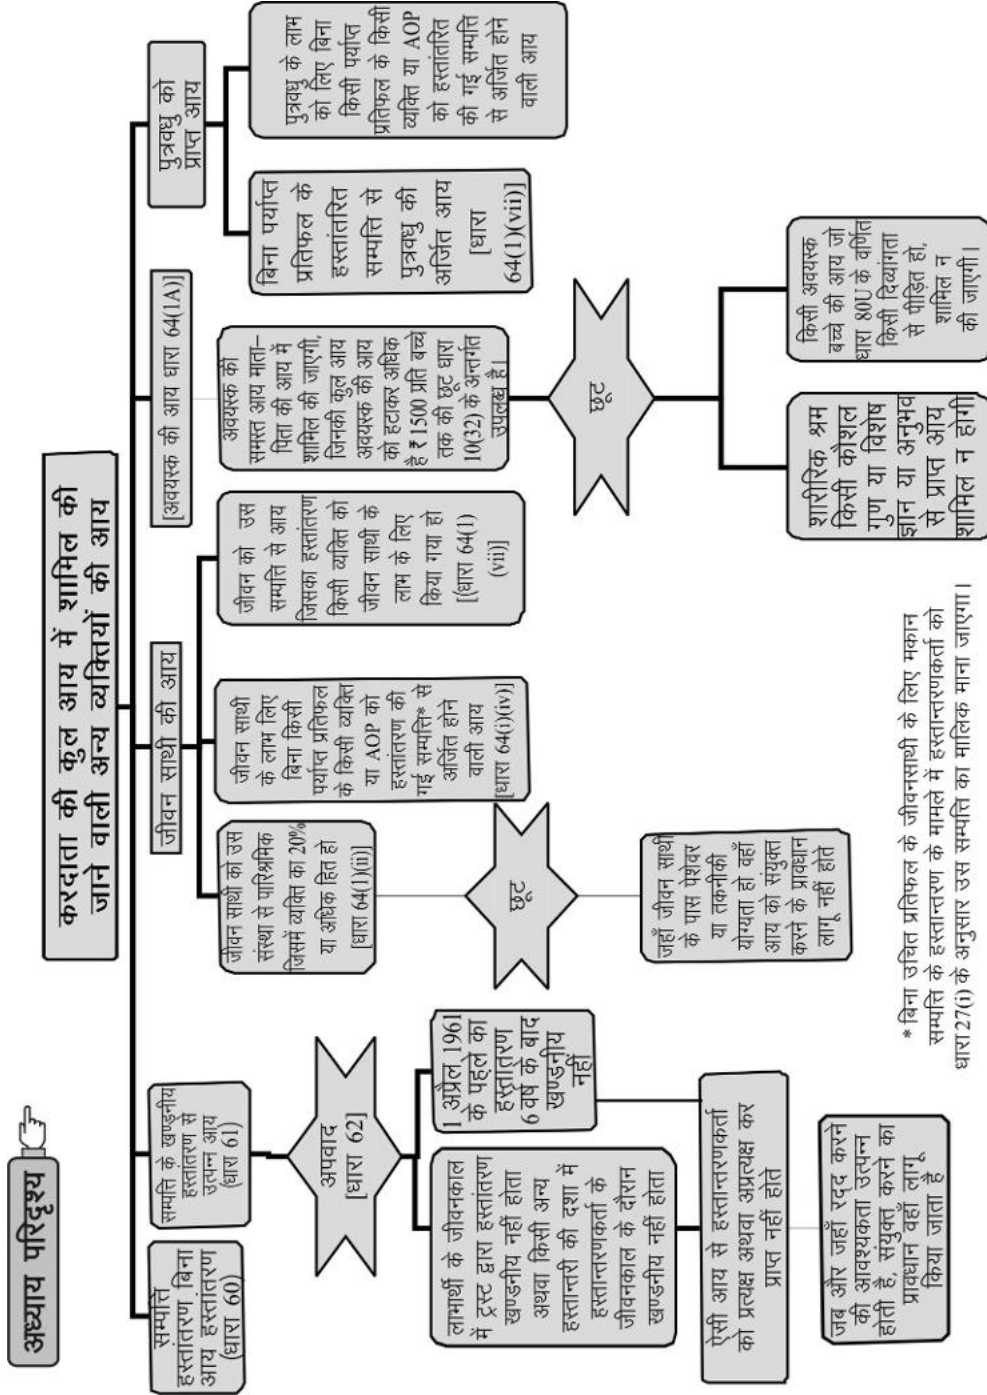 अध्याय परिदृश्य
करदाता की कुल आय में शामिल की
जाने वाली अन्य व्यक्तियों की आय
सम्पत्ति
हस्तांतरण बिना
आय हस्तांतरण
(धारा 60)
सम्पत्ति के खण्डनीय
हस्तांतरण से
उत्पन्न आय
(धारा 61)
अपवाद
[धारा 62]
लाभार्थी के जीवनकाल
में ट्रस्ट द्वारा हस्तांतरण
खण्डनीय नहीं होता
अथवा किसी अन्य
हस्तान्तरी की दशा में
हस्तान्तरणकर्ता के
जीवनकाल के दौरान
खण्डनीय नहीं होता
1 अप्रैल 1961
के पहले का
हस्तांतरण
6 वर्ष के बाद
खण्डनीय
नहीं
ऐसी आय से हस्तान्तरणकर्ता
को प्रत्यक्ष अथवा अप्रत्यक्ष कर
प्राप्त नहीं होते
जब और जहाँ रद्द करने
की आवश्यकता उत्पन्न
होती है, संयुक्त करने का
प्रावधान वहाँ लागू
किया जाता है
जीवन साथी की आय
जीवन साथी को उस
संस्था से पारिश्रमिक
जिसमें व्यक्ति का 20%
या अधिक हित हो
[धारा 64(1)(ii)]
छूट
जहाँ जीवन साथी
के पास पेशेवर
या तकनीकी
योग्यता हो वहाँ
आय को संयुक्त
करने के प्रावधान
लागू नहीं होते
जीवन साथी
के लाभ लिए
बिना किसी
पर्याप्त प्रतिफल
के किसी व्यक्ति
या AOP को
हस्तांतरण की
गई सम्पत्ति* से
अर्जित होने
वाली आय
[धारा 64(i)(iv)]
जीवन को उस
सम्पत्ति से आय
जिसका हस्तांतरण
किसी व्यक्ति को
जीवन साथी के
लाभ के लिए
किया गया हो
[(धारा 64(1)
(vii)]
[अवयस्क की आय धारा 64(1A)]
अवयस्क की
समस्त आय माता–
पिता की आय में
शामिल की जाएगी,
जिनकी कुल आय
अवयस्क की आय
को हटाकर अधिक
है ₹ 1500 प्रति बच्चे
तक की छूट धारा
10(32) के अन्तर्गत
उपलब्ध है।
छूट
शारीरिक श्रम
किसी कौशल
गुण या विशेष
ज्ञान या अनुभव
से प्राप्त आय
शामिल न होगी
किसी अवयस्क
बच्चे की आय जो
धारा 80U के वर्णित
किसी दिव्यांगता
से पीड़ित हो,
शामिल न
की जाएगी।
पुत्रवधु को
प्राप्त आय
बिना पर्याप्त
प्रतिफल के
हस्तांतरित
सम्पत्ति से
पुत्रवधु की
अर्जित आय
[धारा
64(1)(vii)]
पुत्रवधु के लाभ
को लिए बिना
किसी पर्याप्त
प्रतिफल के किसी
व्यक्ति या AOP
को हस्तांतरित
की गई सम्पत्ति
से अर्जित होने
वाली आय
*बिना उचित प्रतिफल के जीवनसाथी के लिए मकान
सम्पत्ति के हस्तान्तरण के मामले में हस्तान्तरणकर्ता को
धारा 27(i) के अनुसार उस सम्पत्ति का मालिक माना जाएगा।